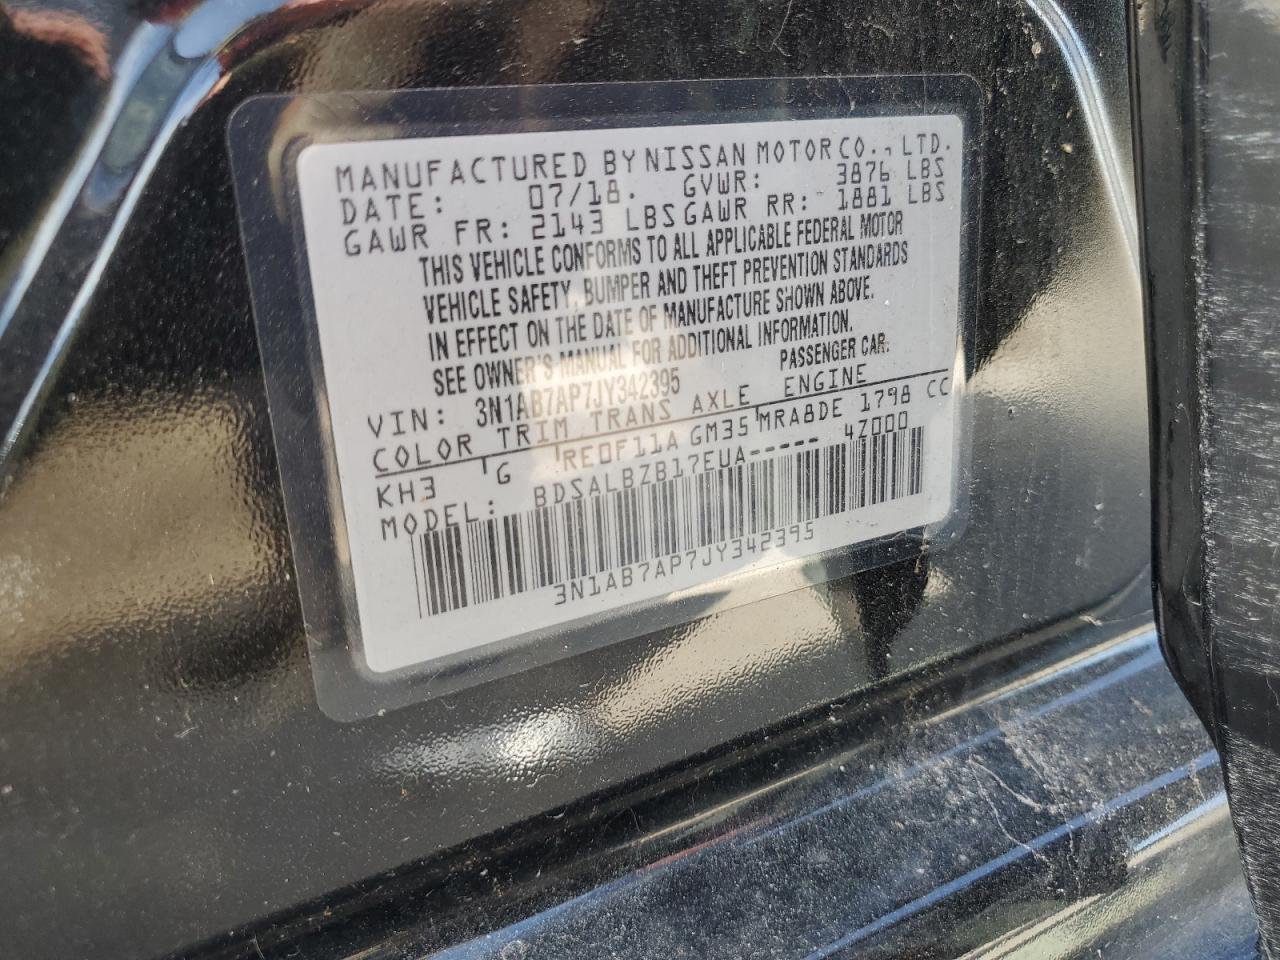 MANUFACTURED BY NISSAN MOTOR CO., LTD.
DATE: 07/18. GVWR: 3876 LBS
GAWR FR: 2143 LBS GAWR RR: 1881 LBS
THIS VEHICLE CONFORMS TO ALL APPLICABLE FEDERAL MOTOR
VEHICLE SAFETY, BUMPER AND THEFT PREVENTION STANDARDS
IN EFFECT ON THE DATE OF MANUFACTURE SHOWN ABOVE.
SEE OWNER'S MANUAL FOR ADDITIONAL INFORMATION.
VIN: 3N1AB7AP7JY342395 PASSENGER CAR.
COLOR TRIM TRANS AXLE ENGINE
KH3 G RE0F11A GM35 MRA8DE 1798 CC
MODEL: BDSALBZB17EUA----- 4Z000
3N1AB7AP7JY342395